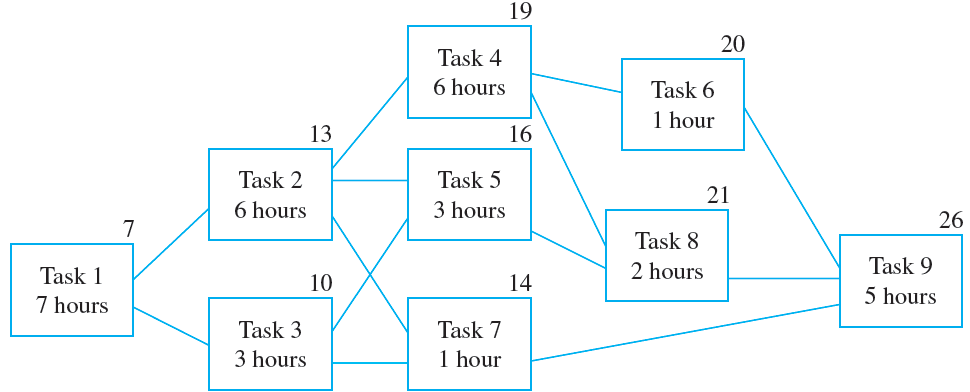 19
Task 4
6 hours
20
Task 6
1 hour
13
Task 2
6 hours
16
Task 5
3 hours
7
Task 1
7 hours
21
Task 8
2 hours
26
Task 9
5 hours
10
Task 3
3 hours
14
Task 7
1 hour